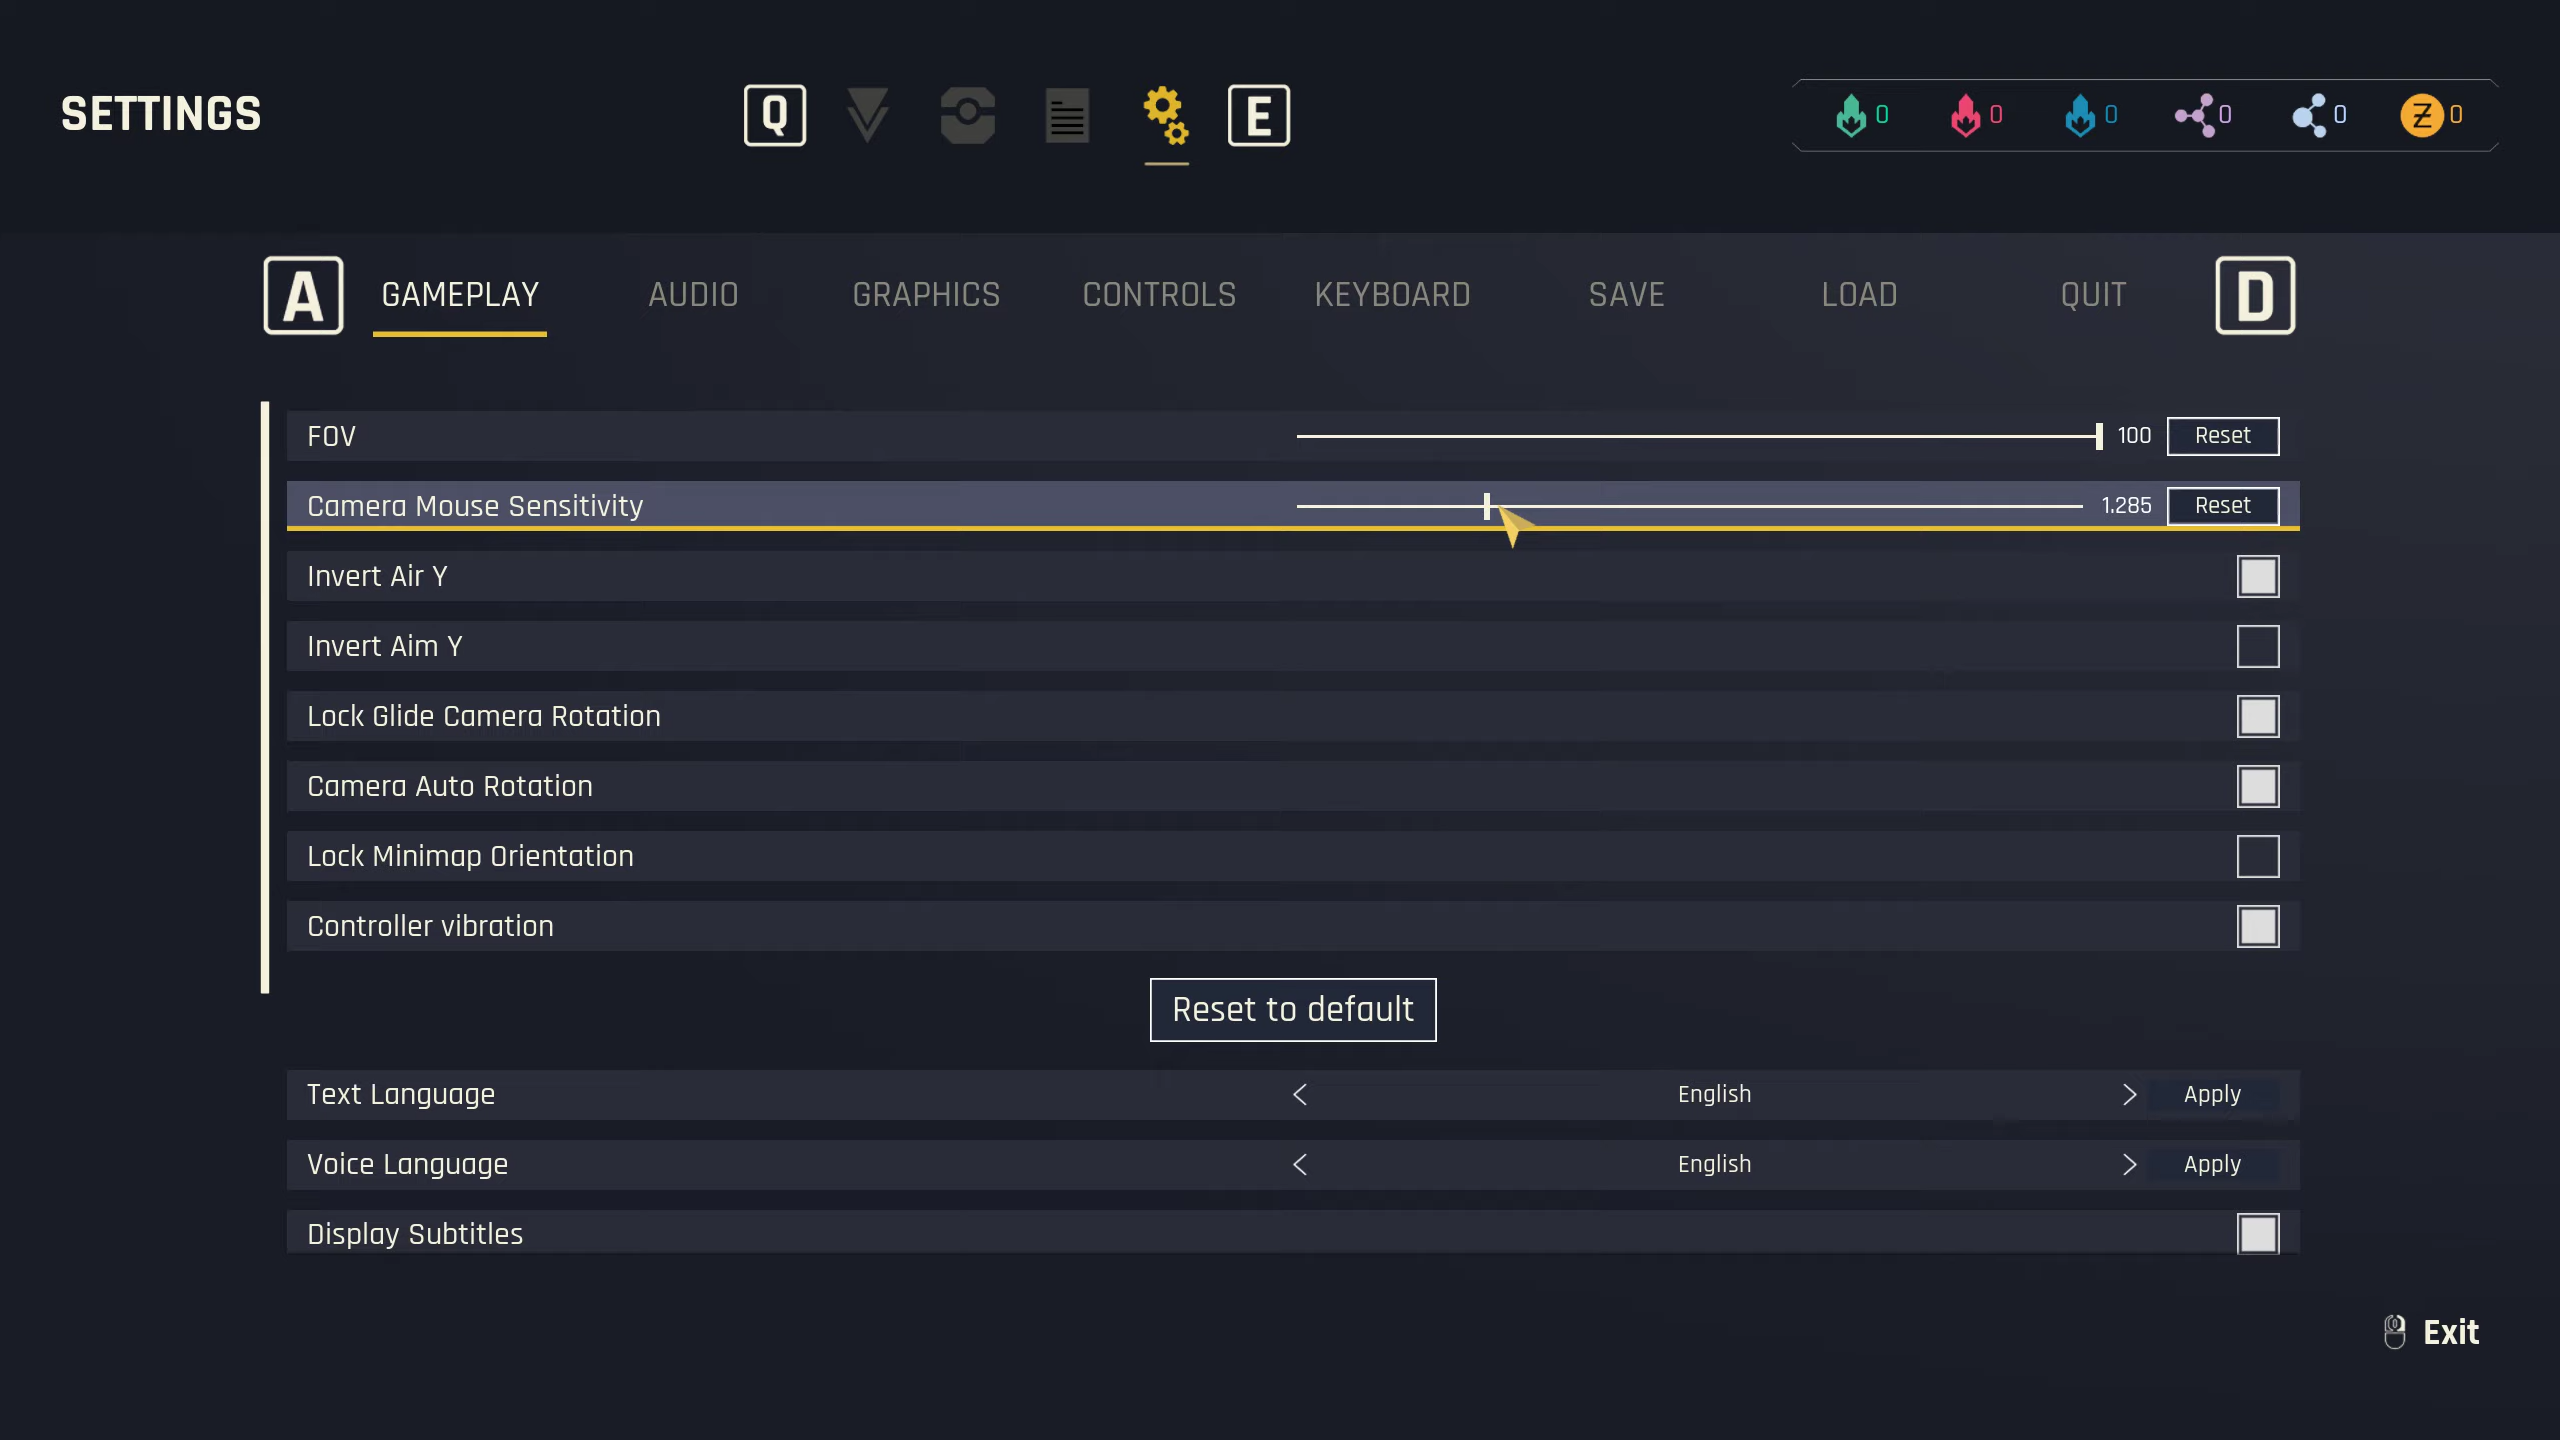 SETTINGS
Q
E
0 0 0 0 0 Ƶ 0
A
GAMEPLAY AUDIO GRAPHICS CONTROLS KEYBOARD SAVE LOAD QUIT
D
FOV 100 Reset
Camera Mouse Sensitivity 1.285 Reset
Invert Air Y
Invert Aim Y
Lock Glide Camera Rotation
Camera Auto Rotation
Lock Minimap Orientation
Controller vibration
Reset to default
Text Language < English > Apply
Voice Language < English > Apply
Display Subtitles
Exit